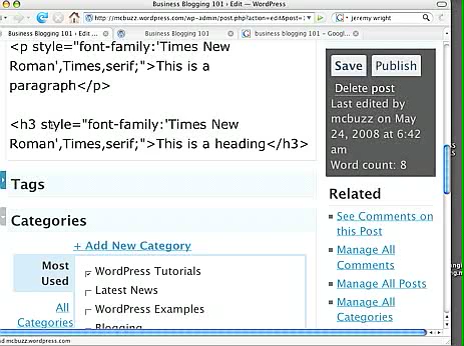 Business Blogging 101 › Edit — WordPress
http://mcbuzz.wordpress.com/wp-admin/post.php?action=edit&post=
jeremy wright
Business Blogging 101 › Edit ...
Business Blogging 101
business blogging 101 – Googl...
<p style="font-family:'Times New
Roman',Times,serif;">This is a
paragraph</p>
<h3 style="font-family:'Times New
Roman',Times,serif;">This is a heading</h3>
Save
Publish
Delete post
Last edited by
mcbuzz on May
24, 2008 at 6:42
am
Word count: 8
Tags
Categories
+ Add New Category
Most
Used
All
Categories
WordPress Tutorials
Latest News
WordPress Examples
Blogging
Related
See Comments on
this Post
Manage All
Comments
Manage All Posts
Manage All
Categories